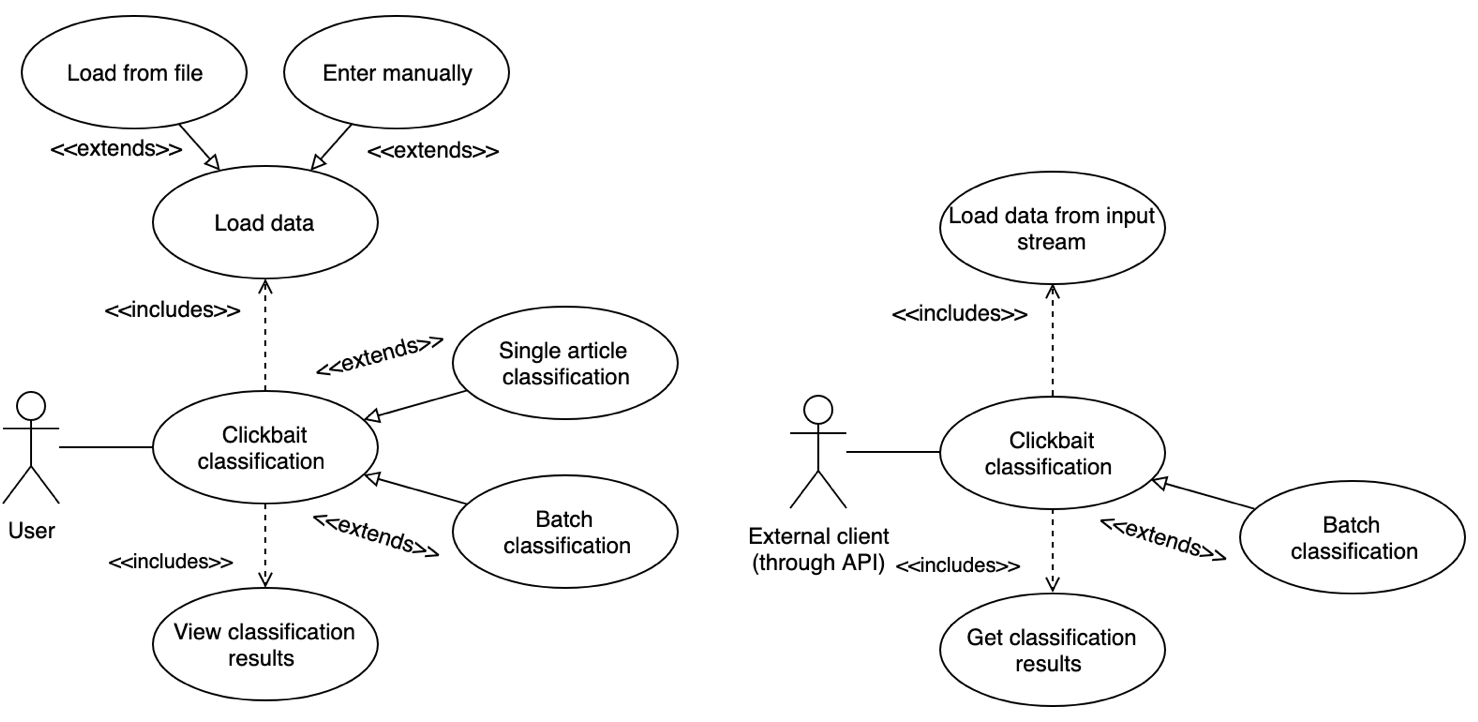 Load from file
Enter manually
<<extends>>
<<extends>>
Load data
<<includes>>
<<extends>>
Single article
classification
Clickbait
classification
User
<<extends>>
Batch
classification
<<includes>>
View classification
results
Load data from input
stream
<<includes>>
Clickbait
classification
External client
(through API)
<<extends>>
Batch
classification
<<includes>>
Get classification
results